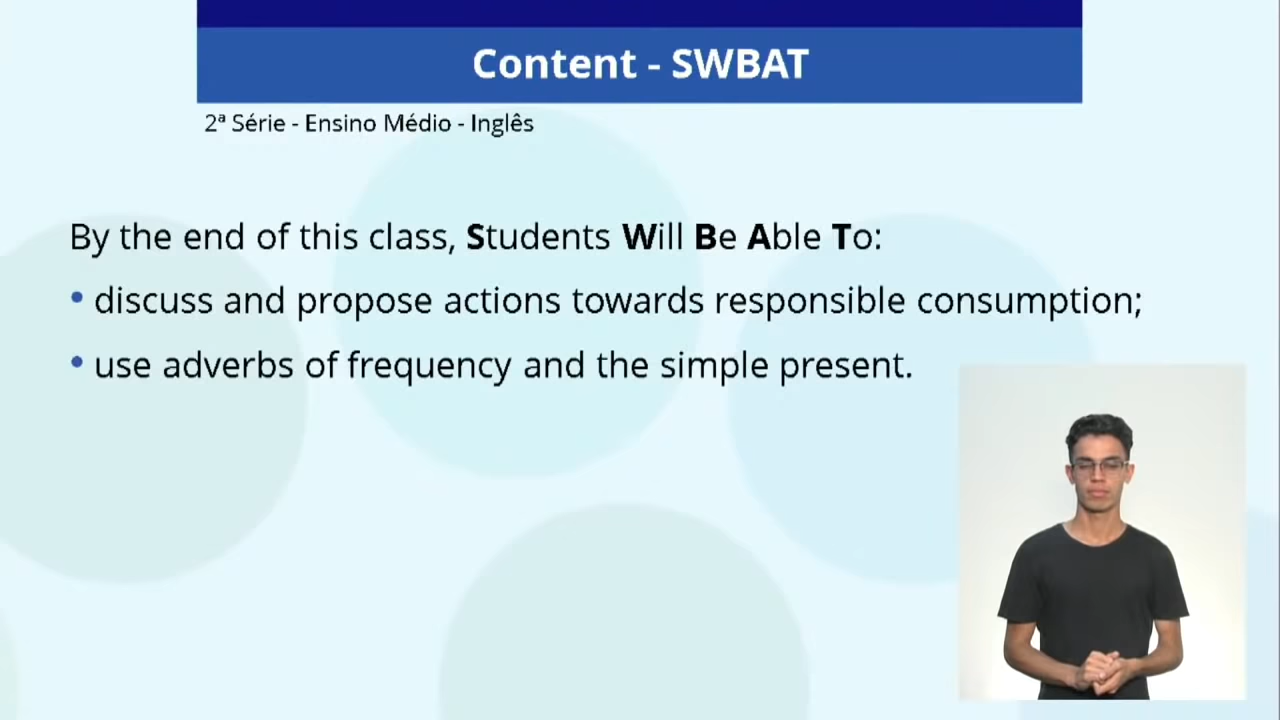 Content - SWBAT
2ª Série - Ensino Médio - Inglês
By the end of this class, Students Will Be Able To:
• discuss and propose actions towards responsible consumption;
• use adverbs of frequency and the simple present.